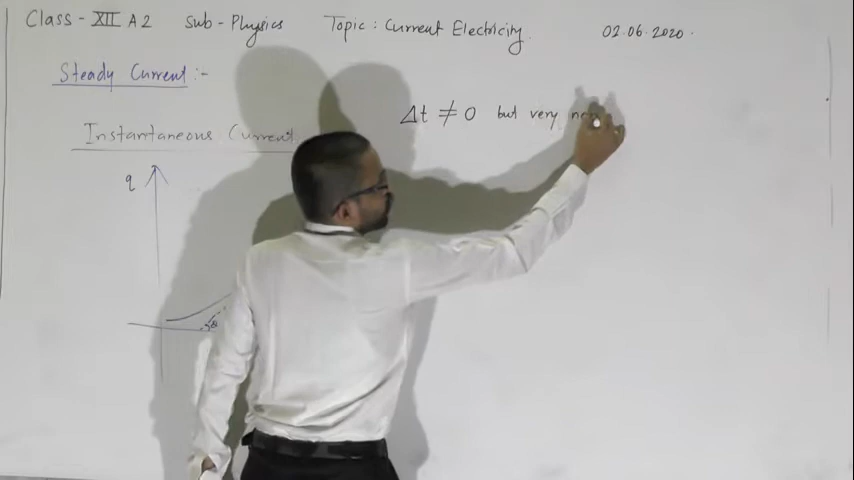 Class - XII A2 Sub - Physics Topic : Current Electricity 02.06.2020.
Steady Current :-
Δt ≠ 0 but very
Instantaneous Current
q